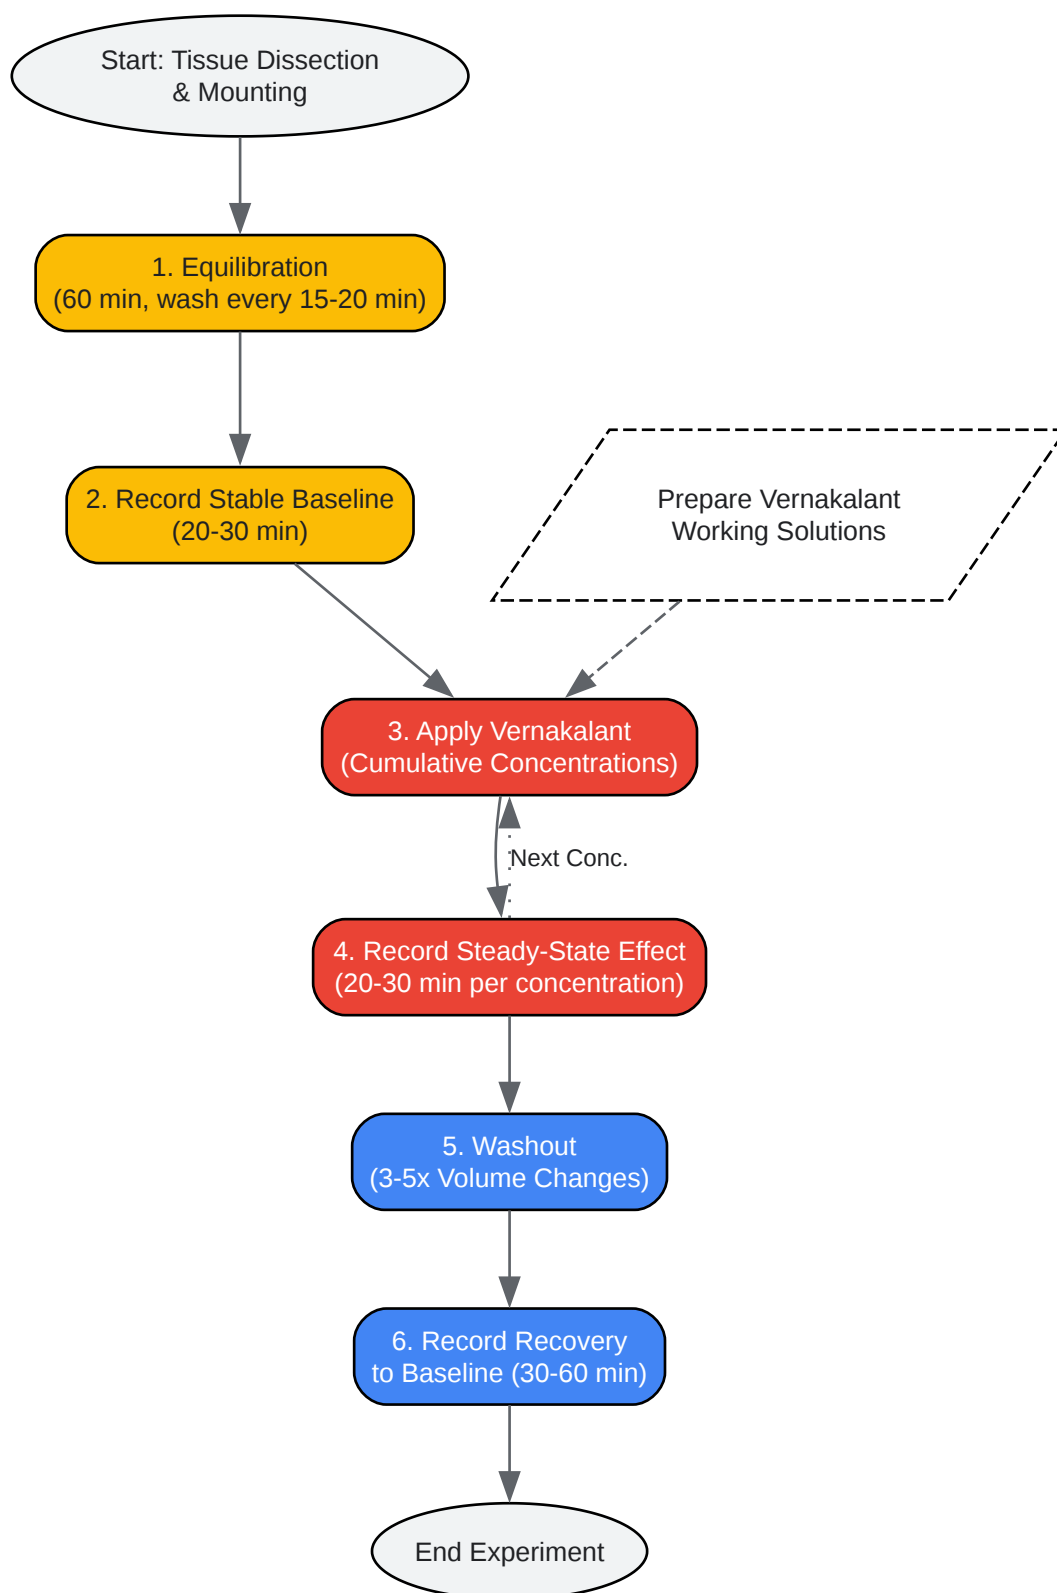 Start: Tissue Dissection
& Mounting
1. Equilibration
(60 min, wash every 15-20 min)
2. Record Stable Baseline
(20-30 min)
Prepare Vernakalant
Working Solutions
3. Apply Vernakalant
(Cumulative Concentrations)
Next Conc.
4. Record Steady-State Effect
(20-30 min per concentration)
5. Washout
(3-5x Volume Changes)
6. Record Recovery
to Baseline (30-60 min)
End Experiment